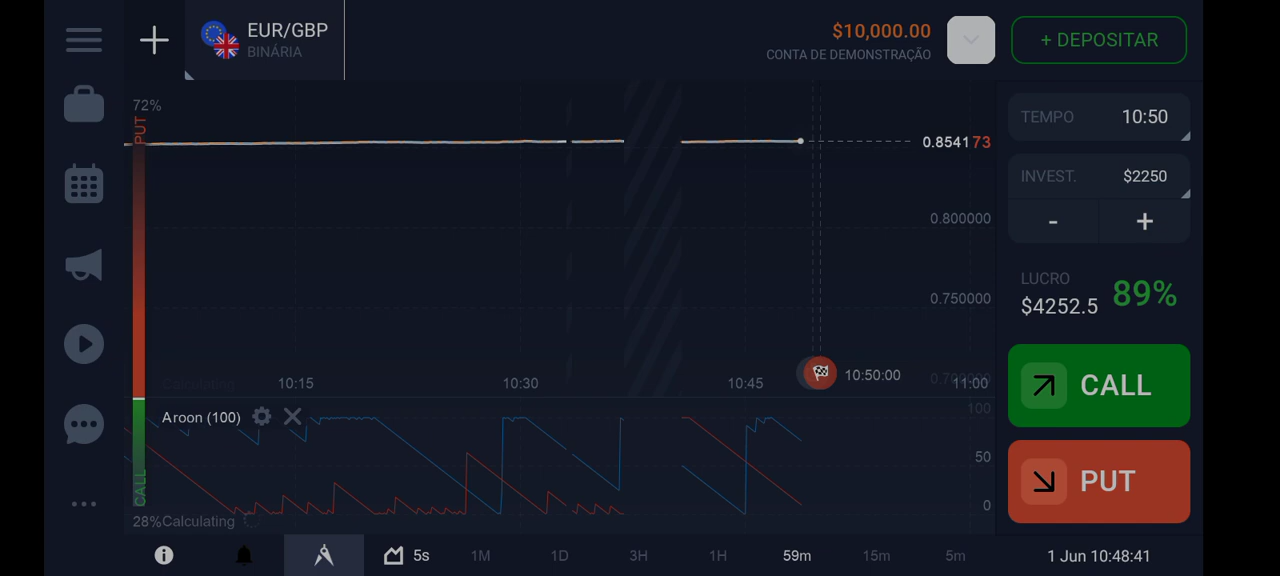 EUR/GBP
BINÁRIA
$10,000.00
CONTA DE DEMONSTRAÇÃO
+ DEPOSITAR
72%
PUT
0.854173
0.800000
0.750000
0.700000
Calculating
10:15
10:30
10:45
10:50:00
11:00
TEMPO 10:50
INVEST. $2250
- +
LUCRO
$4252.5
89%
CALL
PUT
Aroon (100)
100
50
0
CALL
28%
Calculating
5s
1M
1D
3H
1H
59m
15m
5m
1 Jun 10:48:41